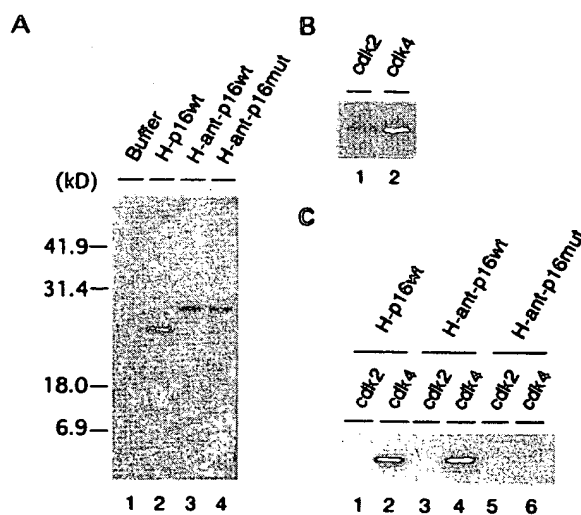 A
Buffer
H-p16wt
H-ant-p16wt
H-ant-p16mut
(kD)
41.9
31.4
18.0
6.9
1 2 3 4
B
cdk2
cdk4
1 2
C
H-p16wt
H-ant-p16wt
H-ant-p16mut
cdk2 cdk4 cdk2 cdk4 cdk2 cdk4
1 2 3 4 5 6